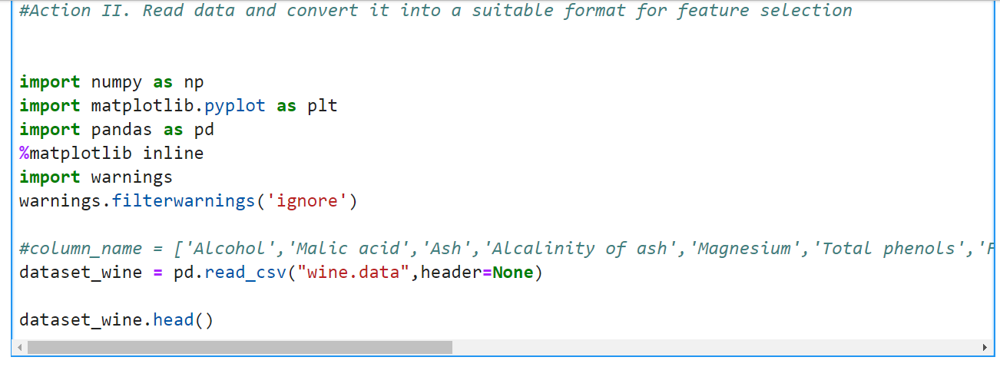 #Action II. Read data and convert it into a suitable format for feature selection
import numpy as np
import matplotlib.pyplot as plt
import pandas as pd
%matplotlib inline
import warnings
warnings.filterwarnings('ignore')
#column_name = ['Alcohol','Malic acid','Ash','Alcalinity of ash','Magnesium','Total phenols','F
dataset_wine = pd.read_csv("wine.data",header=None)
dataset_wine.head()